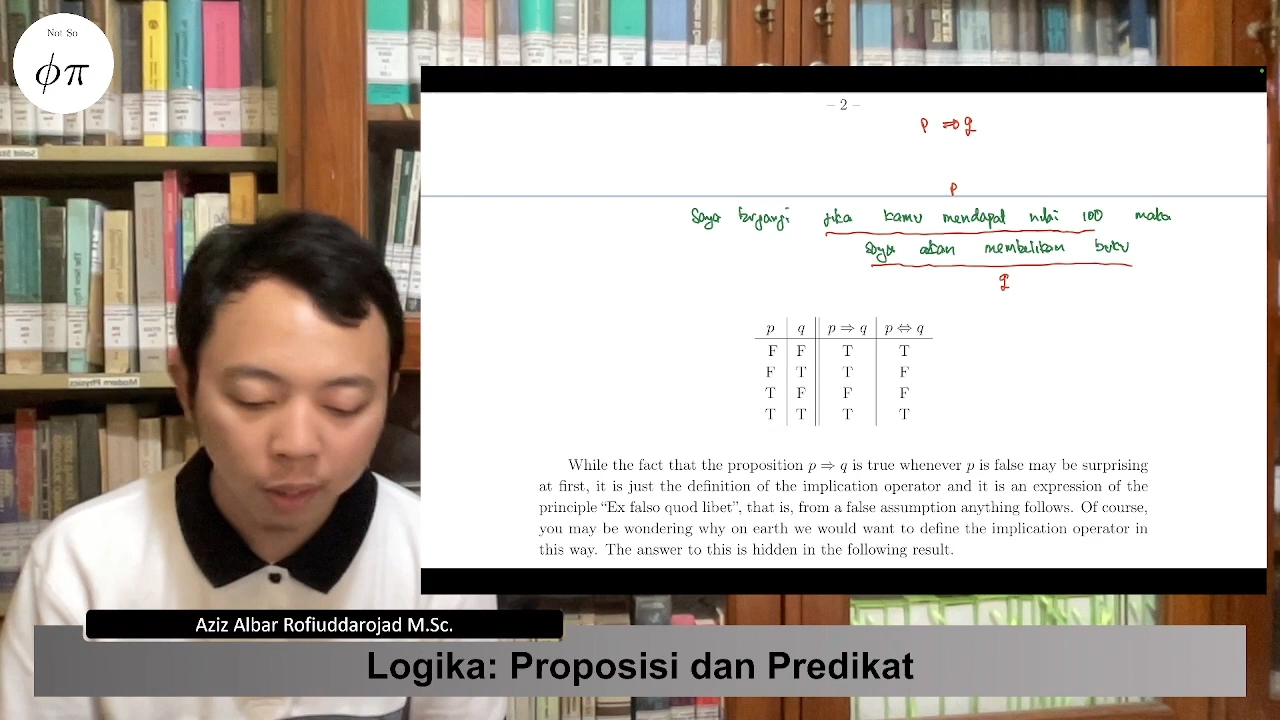 Not So
ϕπ
– 2 –
p ⇒ q
p
Saya berjanji jika kamu mendapat nilai 100 maka
saya akan membelikan buku
q
p q p ⇒ q p ⇔ q
F F T T
F T T F
T F F F
T T T T
While the fact that the proposition p ⇒ q is true whenever p is false may be surprising
at first, it is just the definition of the implication operator and it is an expression of the
principle “Ex falso quod libet”, that is, from a false assumption anything follows. Of course,
you may be wondering why on earth we would want to define the implication operator in
this way. The answer to this is hidden in the following result.
Modern Physics
Aziz Albar Rofiuddarojad M.Sc.
Logika: Proposisi dan Predikat